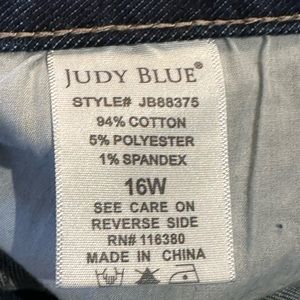 JUDY BLUE®
STYLE# JB88375
94% COTTON
5% POLYESTER
1% SPANDEX
16W
SEE CARE ON
REVERSE SIDE
RN# 116380
MADE IN CHINA